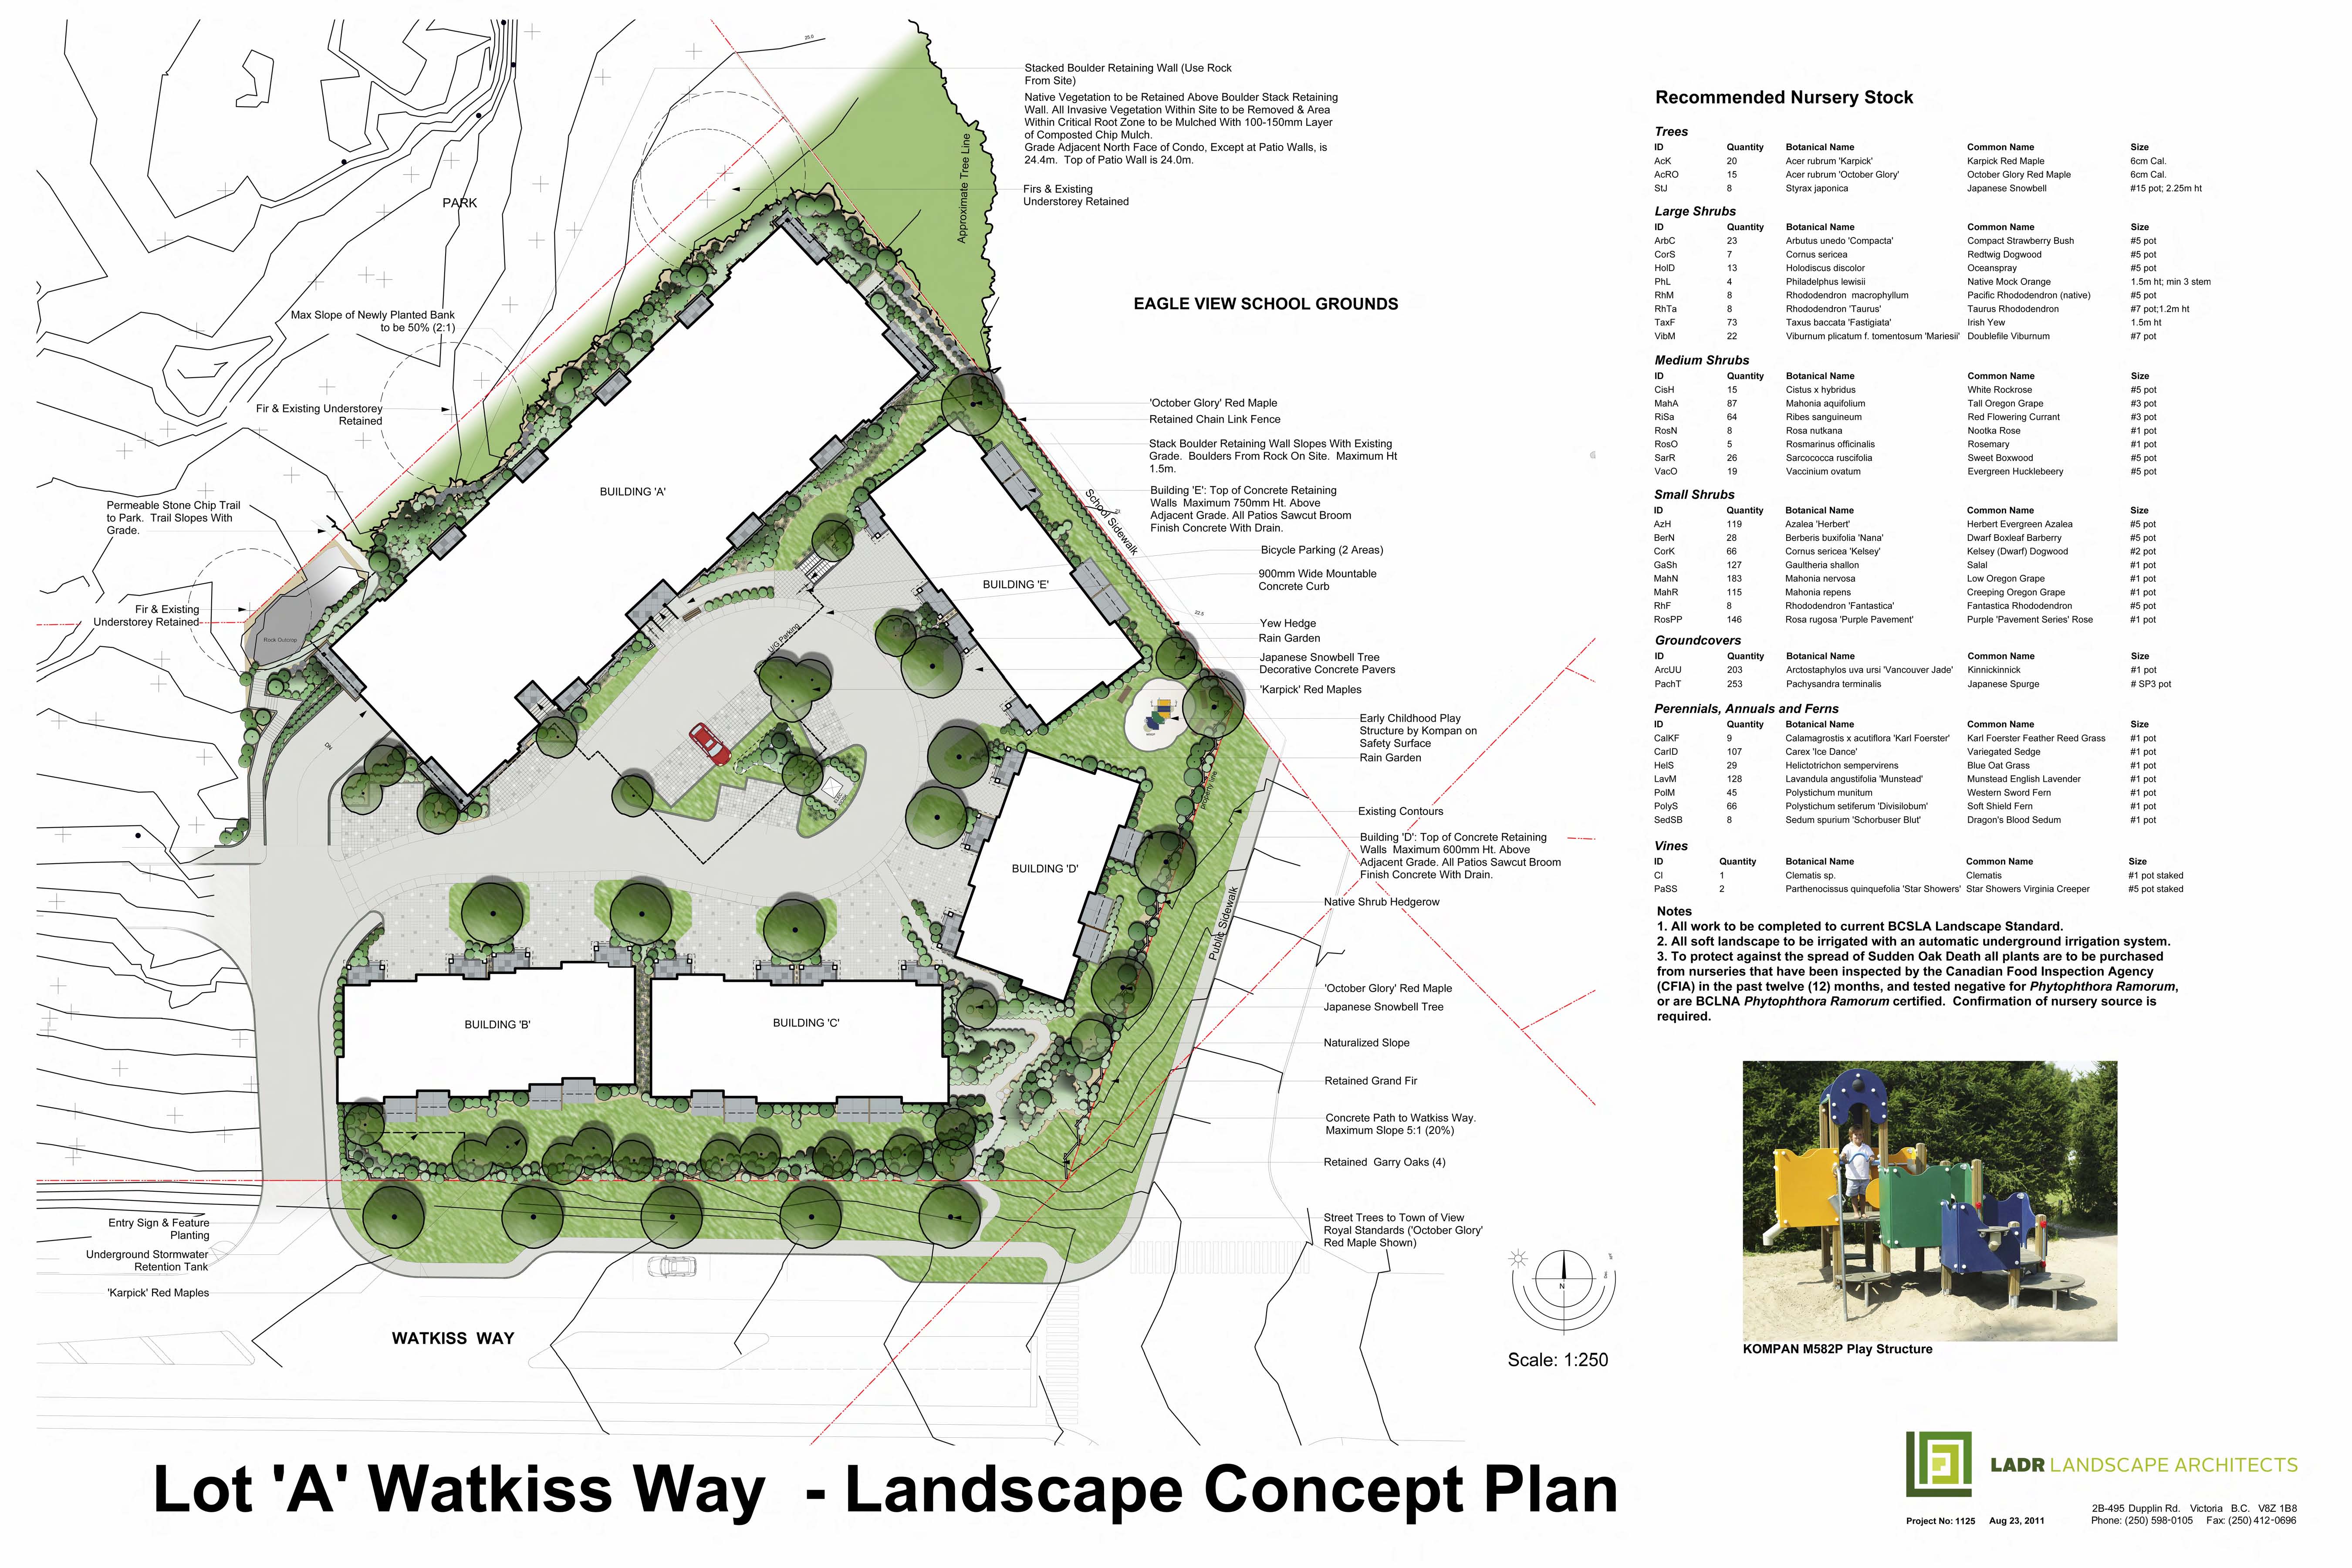 Stacked Boulder Retaining Wall (Use Rock
From Site)
Native Vegetation to be Retained Above Boulder Stack Retaining
Wall. All Invasive Vegetation Within Site to be Removed & Area
Within Critical Root Zone to be Mulched With 100-150mm Layer
of Composted Chip Mulch.
Grade Adjacent North Face of Condo, Except at Patio Walls, is
24.4m. Top of Patio Wall is 24.0m.
Firs & Existing
Understorey Retained
Approximate Tree Line
25.0
PARK
EAGLE VIEW SCHOOL GROUNDS
Max Slope of Newly Planted Bank
to be 50% (2:1)
Fir & Existing Understorey
Retained
Permeable Stone Chip Trail
to Park. Trail Slopes With
Grade.
Fir & Existing
Understorey Retained
Rock Outcrop
DN
BUILDING 'A'
BUILDING 'E'
BUILDING 'D'
BUILDING 'B'
BUILDING 'C'
U/G Parking
School Sidewalk
22.5
Public Sidewalk
Property line
'October Glory' Red Maple
Retained Chain Link Fence
Stack Boulder Retaining Wall Slopes With Existing
Grade. Boulders From Rock On Site. Maximum Ht
1.5m.
Building 'E': Top of Concrete Retaining
Walls Maximum 750mm Ht. Above
Adjacent Grade. All Patios Sawcut Broom
Finish Concrete With Drain.
Bicycle Parking (2 Areas)
900mm Wide Mountable
Concrete Curb
Yew Hedge
Rain Garden
Japanese Snowbell Tree
Decorative Concrete Pavers
'Karpick' Red Maples
Early Childhood Play
Structure by Kompan on
Safety Surface
Rain Garden
Existing Contours
Building 'D': Top of Concrete Retaining
Walls Maximum 600mm Ht. Above
Adjacent Grade. All Patios Sawcut Broom
Finish Concrete With Drain.
Native Shrub Hedgerow
'October Glory' Red Maple
Japanese Snowbell Tree
Naturalized Slope
Retained Grand Fir
Concrete Path to Watkiss Way.
Maximum Slope 5:1 (20%)
Retained Garry Oaks (4)
Street Trees to Town of View
Royal Standards ('October Glory'
Red Maple Shown)
Entry Sign & Feature
Planting
Underground Stormwater
Retention Tank
'Karpick' Red Maples
WATKISS WAY
N
Scale: 1:250
Lot 'A' Watkiss Way - Landscape Concept Plan
Recommended Nursery Stock
Trees
ID Quantity Botanical Name Common Name Size
AcK 20 Acer rubrum 'Karpick' Karpick Red Maple 6cm Cal.
AcRO 15 Acer rubrum 'October Glory' October Glory Red Maple 6cm Cal.
StJ 8 Styrax japonica Japanese Snowbell #15 pot; 2.25m ht
Large Shrubs
ID Quantity Botanical Name Common Name Size
ArbC 23 Arbutus unedo 'Compacta' Compact Strawberry Bush #5 pot
CorS 7 Cornus sericea Redtwig Dogwood #5 pot
HolD 13 Holodiscus discolor Oceanspray #5 pot
PhL 4 Philadelphus lewisii Native Mock Orange 1.5m ht; min 3 stem
RhM 8 Rhododendron macrophyllum Pacific Rhododendron (native) #5 pot
RhTa 8 Rhododendron 'Taurus' Taurus Rhododendron #7 pot;1.2m ht
TaxF 73 Taxus baccata 'Fastigiata' Irish Yew 1.5m ht
VibM 22 Viburnum plicatum f. tomentosum 'Mariesii' Doublefile Viburnum #7 pot
Medium Shrubs
ID Quantity Botanical Name Common Name Size
CisH 15 Cistus x hybridus White Rockrose #5 pot
MahA 87 Mahonia aquifolium Tall Oregon Grape #3 pot
RiSa 64 Ribes sanguineum Red Flowering Currant #3 pot
RosN 8 Rosa nutkana Nootka Rose #1 pot
RosO 5 Rosmarinus officinalis Rosemary #1 pot
SarR 26 Sarcococca ruscifolia Sweet Boxwood #5 pot
VacO 19 Vaccinium ovatum Evergreen Hucklebeery #5 pot
Small Shrubs
ID Quantity Botanical Name Common Name Size
AzH 119 Azalea 'Herbert' Herbert Evergreen Azalea #5 pot
BerN 28 Berberis buxifolia 'Nana' Dwarf Boxleaf Barberry #5 pot
CorK 66 Cornus sericea 'Kelsey' Kelsey (Dwarf) Dogwood #2 pot
GaSh 127 Gaultheria shallon Salal #1 pot
MahN 183 Mahonia nervosa Low Oregon Grape #1 pot
MahR 115 Mahonia repens Creeping Oregon Grape #1 pot
RhF 8 Rhododendron 'Fantastica' Fantastica Rhododendron #5 pot
RosPP 146 Rosa rugosa 'Purple Pavement' Purple 'Pavement Series' Rose #1 pot
Groundcovers
ID Quantity Botanical Name Common Name Size
ArcUU 203 Arctostaphylos uva ursi 'Vancouver Jade' Kinnickinnick #1 pot
PachT 253 Pachysandra terminalis Japanese Spurge # SP3 pot
Perennials, Annuals and Ferns
ID Quantity Botanical Name Common Name Size
CalKF 9 Calamagrostis x acutiflora 'Karl Foerster' Karl Foerster Feather Reed Grass #1 pot
CarID 107 Carex 'Ice Dance' Variegated Sedge #1 pot
HelS 29 Helictotrichon sempervirens Blue Oat Grass #1 pot
LavM 128 Lavandula angustifolia 'Munstead' Munstead English Lavender #1 pot
PolM 45 Polystichum munitum Western Sword Fern #1 pot
PolyS 66 Polystichum setiferum 'Divisilobum' Soft Shield Fern #1 pot
SedSB 8 Sedum spurium 'Schorbuser Blut' Dragon's Blood Sedum #1 pot
Vines
ID Quantity Botanical Name Common Name Size
Cl 1 Clematis sp. Clematis #1 pot staked
PaSS 2 Parthenocissus quinquefolia 'Star Showers' Star Showers Virginia Creeper #5 pot staked
Notes
1. All work to be completed to current BCSLA Landscape Standard.
2. All soft landscape to be irrigated with an automatic underground irrigation system.
3. To protect against the spread of Sudden Oak Death all plants are to be purchased
from nurseries that have been inspected by the Canadian Food Inspection Agency
(CFIA) in the past twelve (12) months, and tested negative for Phytophthora Ramorum,
or are BCLNA Phytophthora Ramorum certified. Confirmation of nursery source is
required.
KOMPAN M582P Play Structure
LADR LANDSCAPE ARCHITECTS
2B-495 Dupplin Rd. Victoria B.C. V8Z 1B8
Project No: 1125 Aug 23, 2011 Phone: (250) 598-0105 Fax: (250) 412-0696